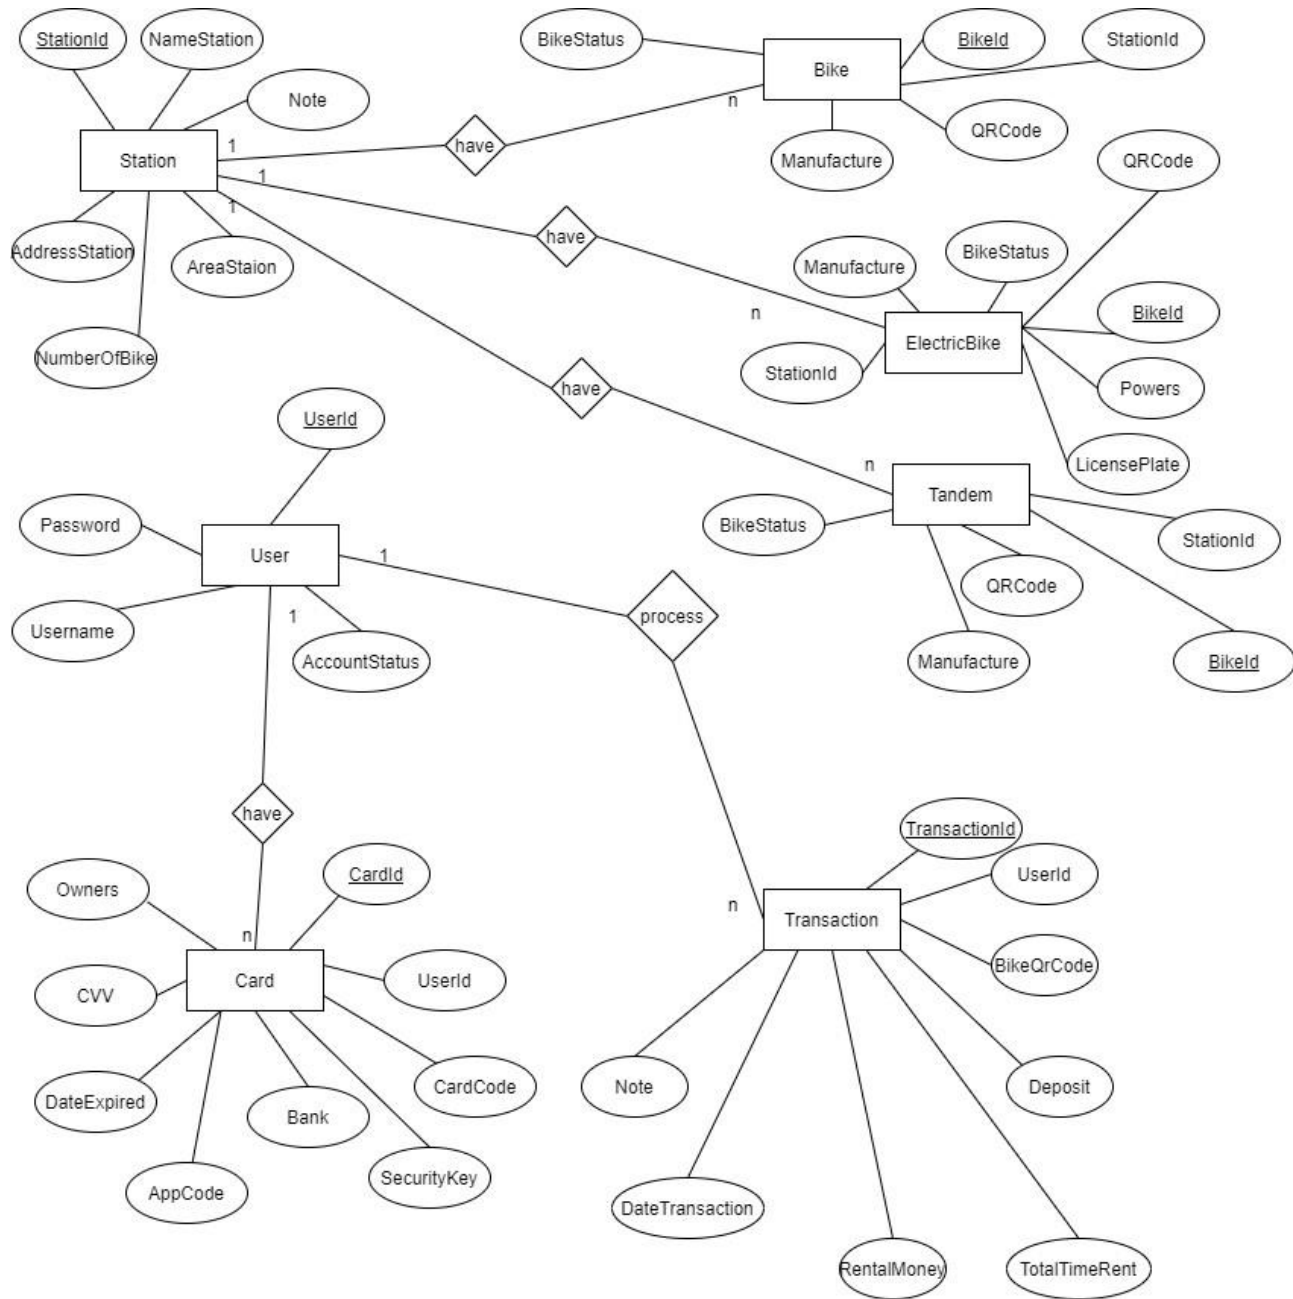 StationId
NameStation
Note
Station
AddressStation
AreaStaion
NumberOfBike
1
have
n
1
have
n
1
have
n
BikeStatus
BikeId
StationId
Bike
QRCode
Manufacture
QRCode
Manufacture
BikeStatus
BikeId
ElectricBike
StationId
Powers
LicensePlate
Tandem
BikeStatus
StationId
QRCode
Manufacture
BikeId
UserId
Password
User
Username
AccountStatus
1
process
n
1
have
n
Owners
CardId
Card
UserId
CVV
CardCode
DateExpired
Bank
SecurityKey
AppCode
TransactionId
UserId
Transaction
BikeQrCode
Note
Deposit
DateTransaction
RentalMoney
TotalTimeRent